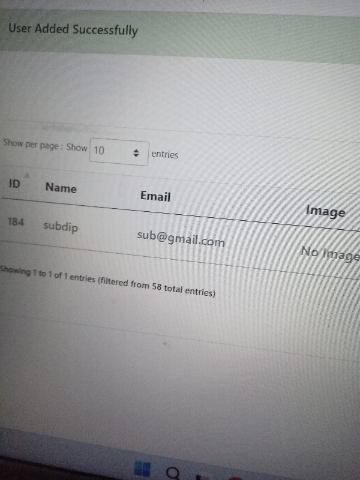 User Added Successfully
Show per page : Show 10 entries
ID Name Email Image
184 subdip sub@gmail.com No Image
Showing 1 to 1 of 1 entries (filtered from 58 total entries)